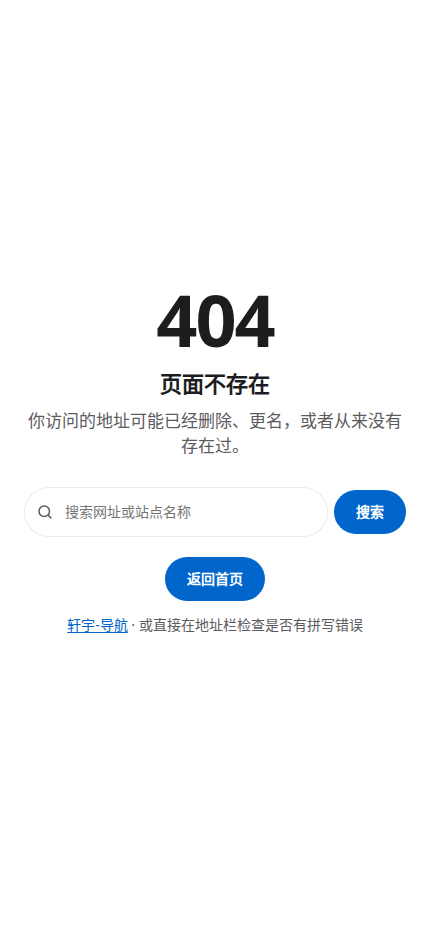 404
页面不存在
你访问的地址可能已经删除、更名，或者从来没有
存在过。
搜索网址或站点名称
搜索
返回首页
轩宇-导航 · 或直接在地址栏检查是否有拼写错误